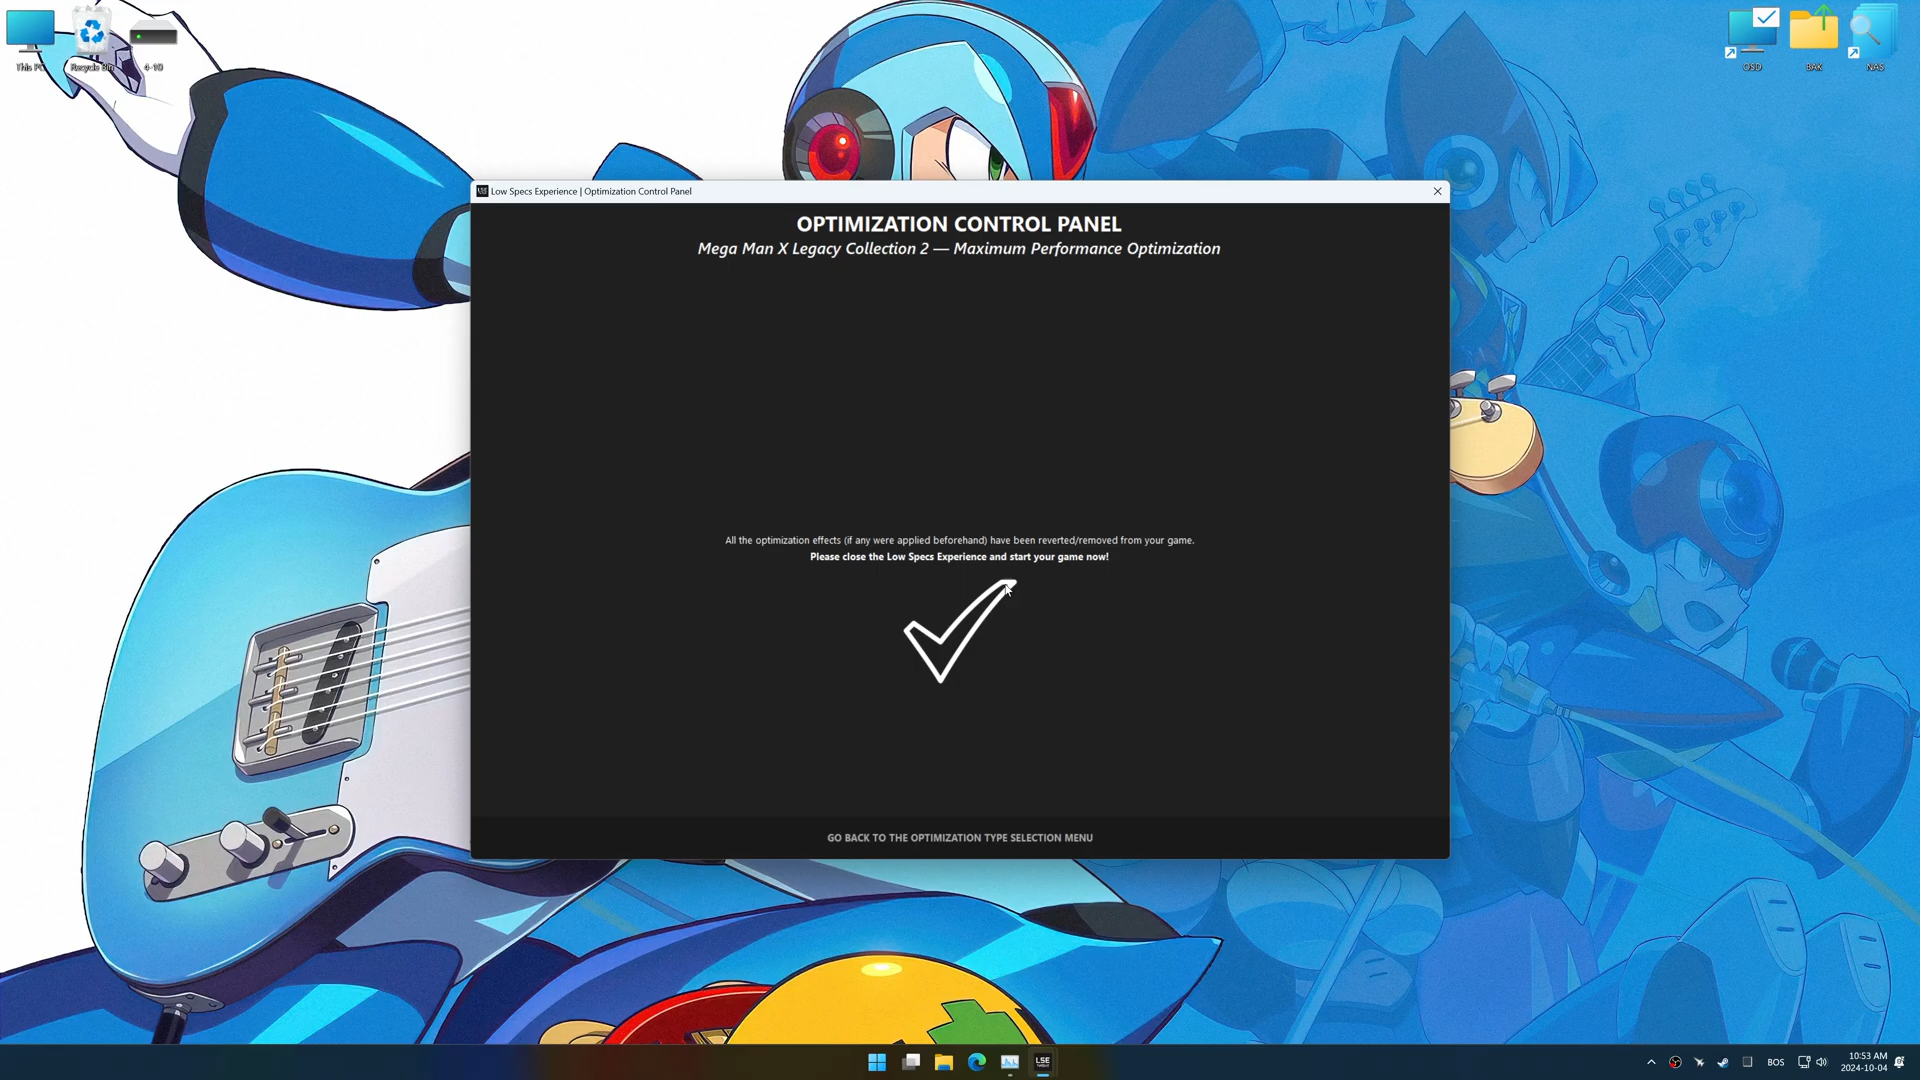 This PC
Recycle Bin
4-10
OSD
BAK
NAS
Low Specs Experience | Optimization Control Panel
OPTIMIZATION CONTROL PANEL
Mega Man X Legacy Collection 2 — Maximum Performance Optimization
All the optimization effects (if any were applied beforehand) have been reverted/removed from your game.
Please close the Low Specs Experience and start your game now!
GO BACK TO THE OPTIMIZATION TYPE SELECTION MENU
LSE
BOS
10:53 AM
2024-10-04